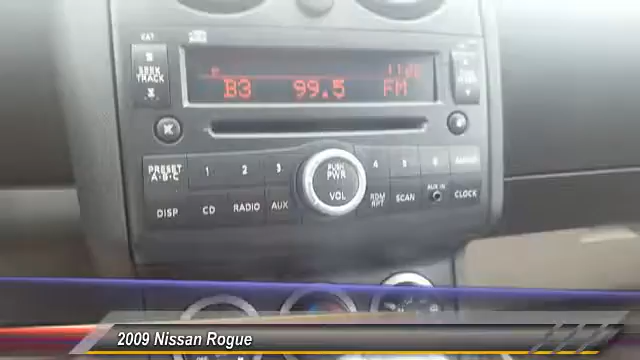 CAT
SEEK
TRACK
B3 99.5 FM
PRESET
A·B·C
1 2 3
PUSH
PWR
VOL
4 5 6
DISP CD RADIO AUX
RDM
RPT
SCAN
AUX IN
CLOCK
2009 Nissan Rogue